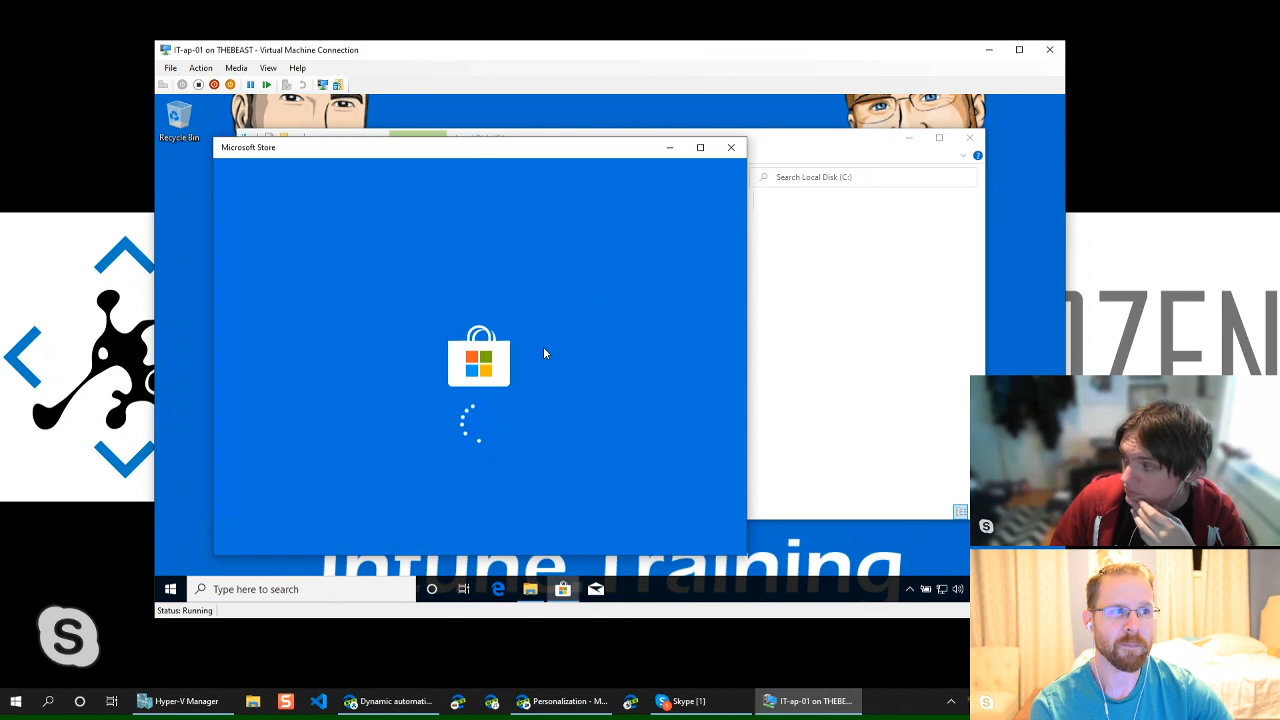 IT-ap-01 on THEBEAST - Virtual Machine Connection
File Action Media View Help
Recycle Bin
Microsoft Store
Search Local Disk (C:)
Intune Training
Type here to search
Status: Running
OZEN
S
Hyper-V Manager
S
Dynamic automati...
Personalization - M...
Skype [1]
IT-ap-01 on THEBE...